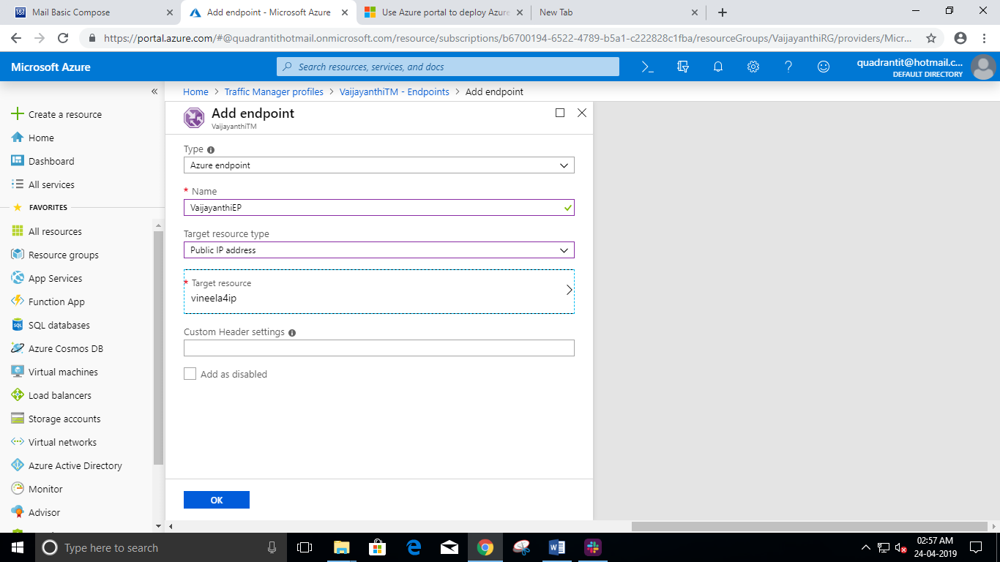 Mail Basic Compose
Add endpoint - Microsoft Azure
Use Azure portal to deploy Azure
New Tab
https://portal.azure.com/#@quadrantithotmail.onmicrosoft.com/resource/subscriptions/b6700194-6522-4789-b5a1-c222828c1fba/resourceGroups/VaijayanthiRG/providers/Micr...
Microsoft Azure
Search resources, services, and docs
quadrantit@hotmail.c...
DEFAULT DIRECTORY
Home > Traffic Manager profiles > VaijayanthiTM - Endpoints > Add endpoint
Create a resource
Home
Dashboard
All services
FAVORITES
All resources
Resource groups
App Services
Function App
SQL databases
Azure Cosmos DB
Virtual machines
Load balancers
Storage accounts
Virtual networks
Azure Active Directory
Monitor
Advisor
Add endpoint
VaijayanthiTM
Type
Azure endpoint
* Name
VaijayanthiEP
Target resource type
Public IP address
* Target resource
vineela4ip
Custom Header settings
Add as disabled
OK
Type here to search
02:57 AM
24-04-2019